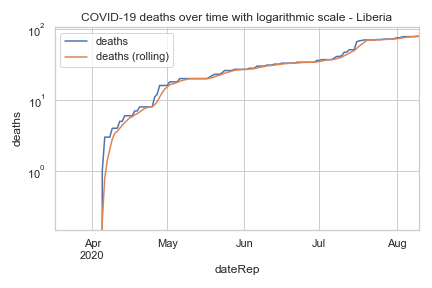 COVID-19 deaths over time with logarithmic scale - Liberia
deaths
deaths (rolling)
10²
10¹
10⁰
deaths
Apr
2020
May
Jun
Jul
Aug
dateRep